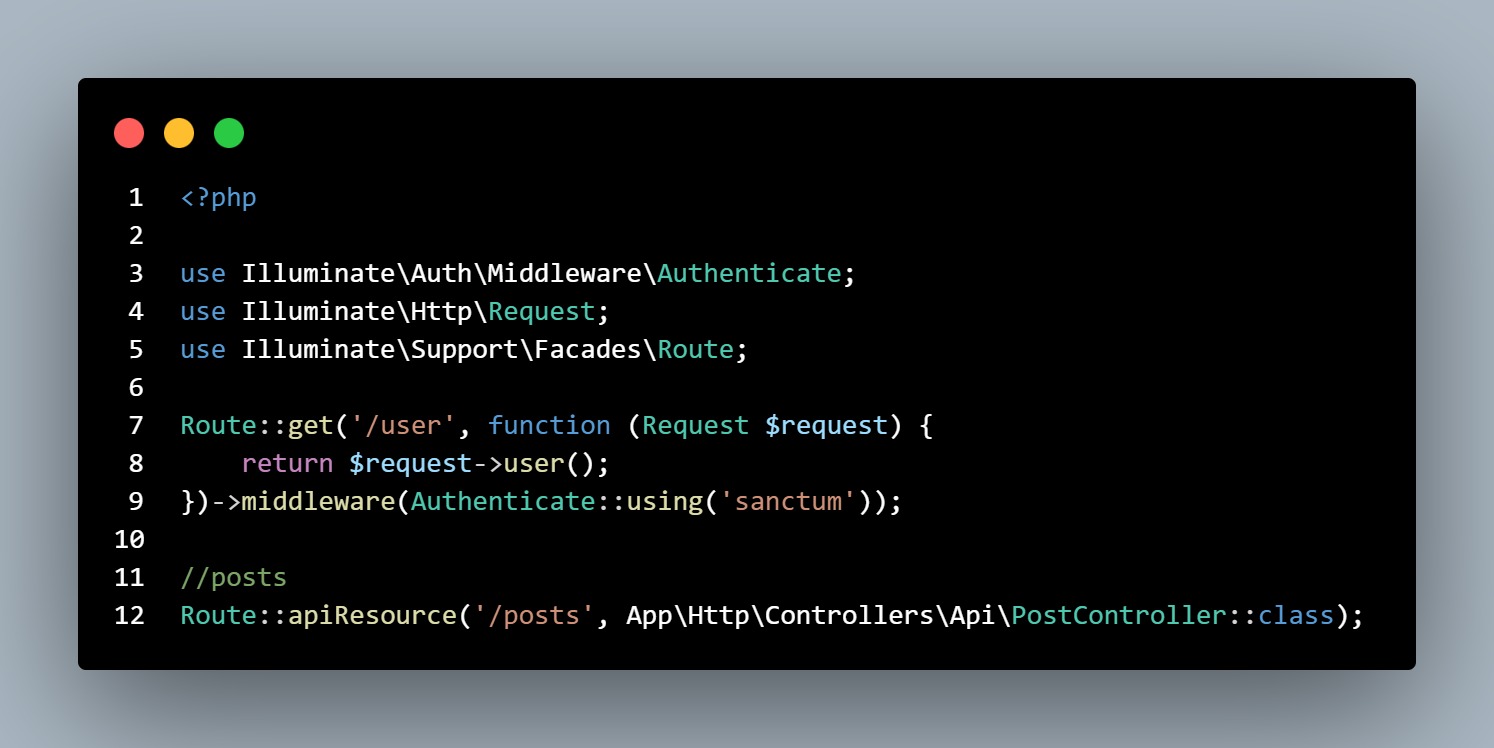 1 <?php
2
3 use Illuminate\Auth\Middleware\Authenticate;
4 use Illuminate\Http\Request;
5 use Illuminate\Support\Facades\Route;
6
7 Route::get('/user', function (Request $request) {
8     return $request->user();
9 })->middleware(Authenticate::using('sanctum'));
10
11 //posts
12 Route::apiResource('/posts', App\Http\Controllers\Api\PostController::class);